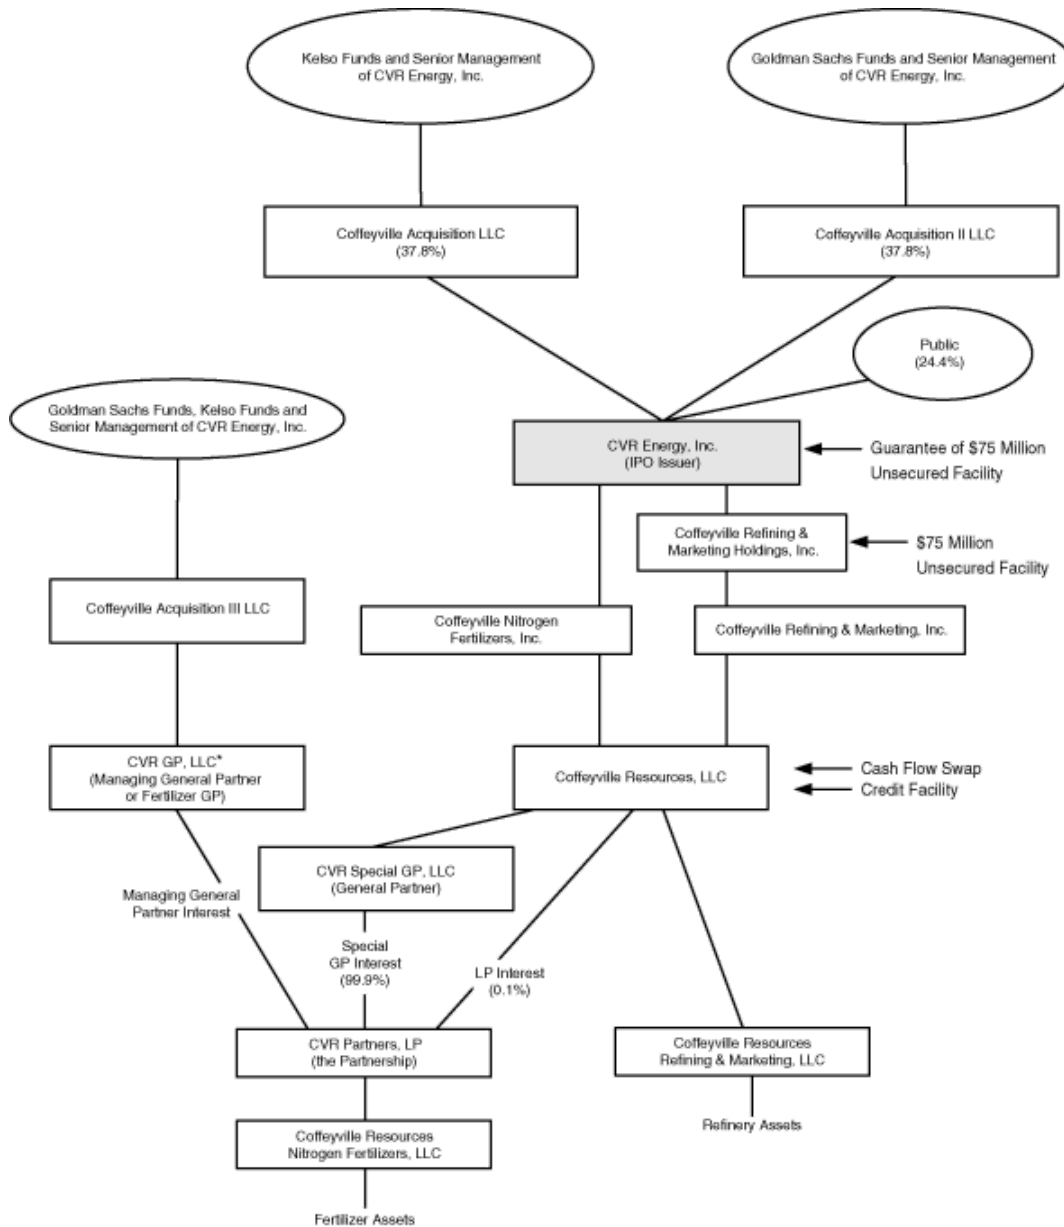 Kelso Funds and Senior Management
of CVR Energy, Inc.
Goldman Sachs Funds and Senior Management
of CVR Energy, Inc.
Coffeyville Acquisition LLC
(37.8%)
Coffeyville Acquisition II LLC
(37.8%)
Public
(24.4%)
Goldman Sachs Funds, Kelso Funds and
Senior Management of CVR Energy, Inc.
CVR Energy, Inc.
(IPO Issuer)
Guarantee of $75 Million
Unsecured Facility
Coffeyville Refining &
Marketing Holdings, Inc.
$75 Million
Unsecured Facility
Coffeyville Acquisition III LLC
Coffeyville Nitrogen
Fertilizers, Inc.
Coffeyville Refining & Marketing, Inc.
CVR GP, LLC*
(Managing General Partner
or Fertilizer GP)
Coffeyville Resources, LLC
Cash Flow Swap
Credit Facility
CVR Special GP, LLC
(General Partner)
Managing General
Partner Interest
Special
GP Interest
(99.9%)
LP Interest
(0.1%)
CVR Partners, LP
(the Partnership)
Coffeyville Resources
Refining & Marketing, LLC
Refinery Assets
Coffeyville Resources
Nitrogen Fertilizers, LLC
Fertilizer Assets